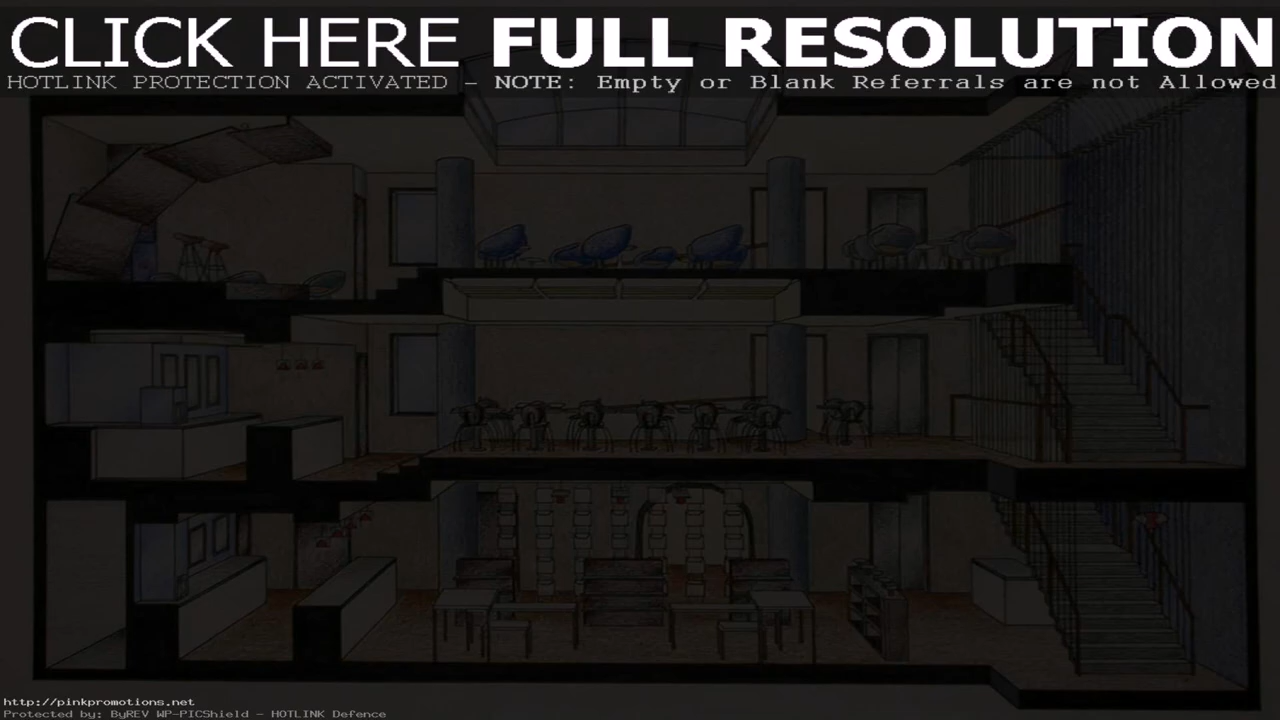 CLICK HERE FULL RESOLUTION
HOTLINK PROTECTION ACTIVATED - NOTE: Empty or Blank Referrals are not Allowed
http://pinkpromotions.net
Protected by: ByREV WP-PICShield - HOTLINK Defence